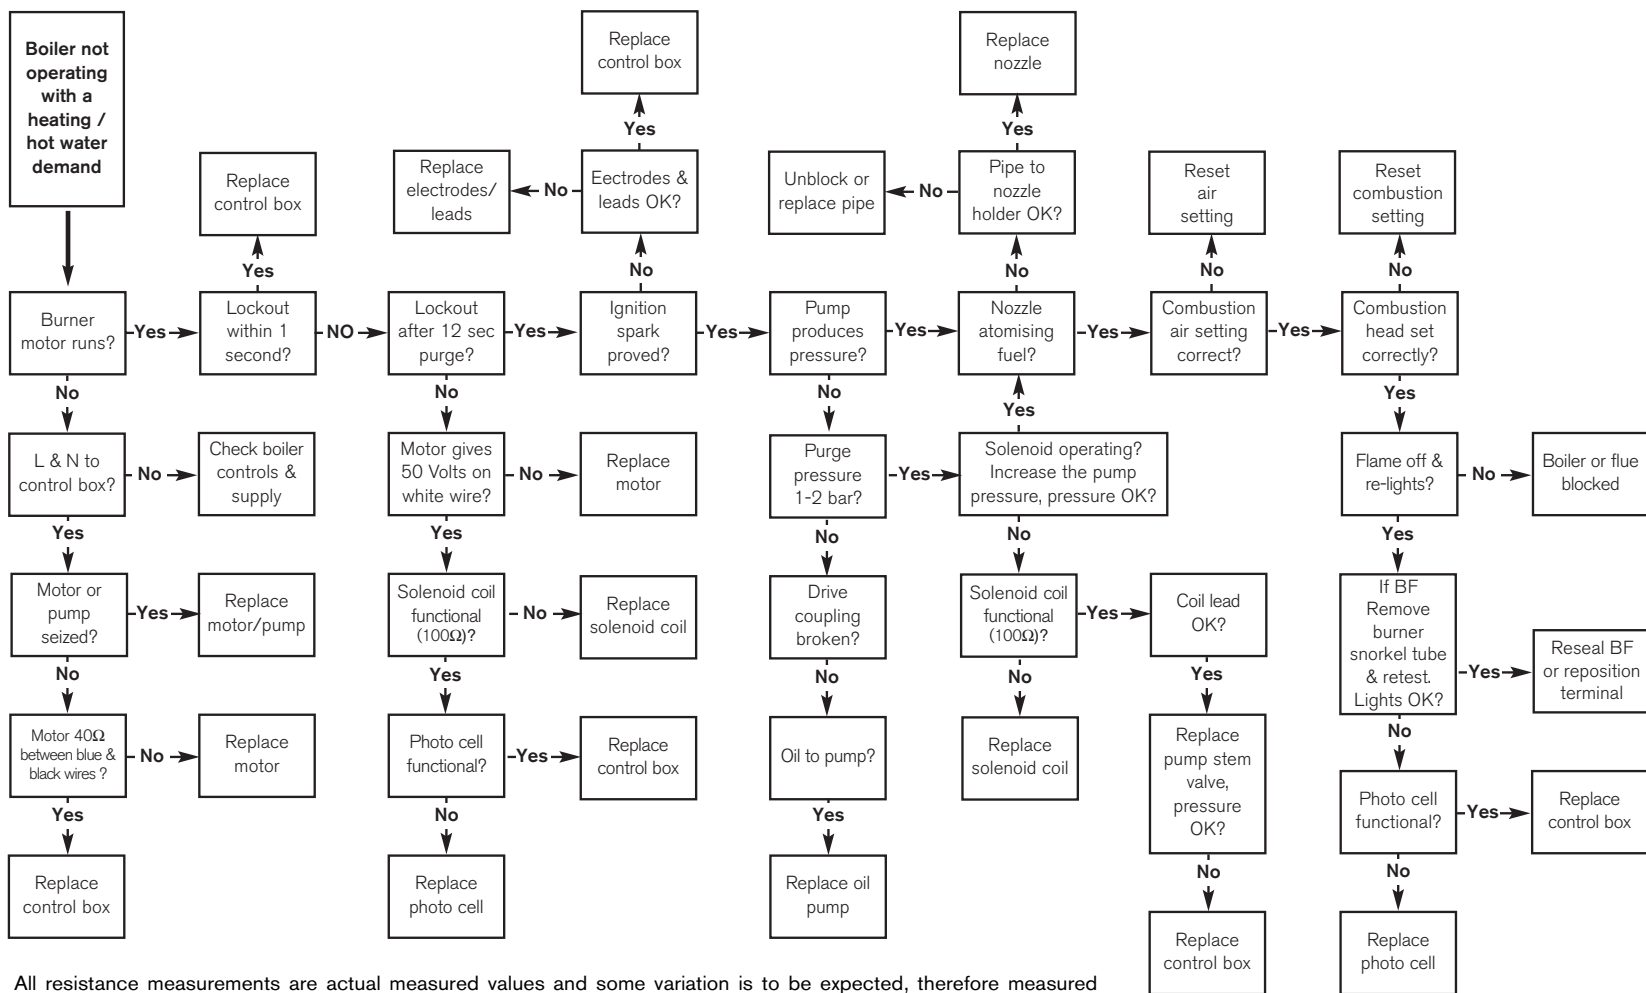 Boiler not
operating
with a
heating /
hot water
demand
Burner
motor runs?
Yes
No
L & N to
control box?
No
Check boiler
controls &
supply
Yes
Motor or
pump
seized?
Yes
Replace
motor/pump
No
Motor 40Ω
between blue &
black wires ?
No
Replace
motor
Yes
Replace
control box
Replace
control box
Yes
Lockout
within 1
second?
NO
Lockout
after 12 sec
purge?
Yes
No
Motor gives
50 Volts on
white wire?
No
Replace
motor
Yes
Solenoid coil
functional
(100Ω)?
No
Replace
solenoid coil
Yes
Photo cell
functional?
Yes
Replace
control box
No
Replace
photo cell
Replace
control box
Yes
Replace
electrodes/
leads
No
Eectrodes &
leads OK?
No
Ignition
spark
proved?
Yes
Pump
produces
pressure?
Yes
No
Purge
pressure
1-2 bar?
Yes
No
Drive
coupling
broken?
No
Oil to pump?
Yes
Replace oil
pump
Replace
nozzle
Yes
Unblock or
replace pipe
No
Pipe to
nozzle
holder OK?
No
Nozzle
atomising
fuel?
Yes
Yes
Solenoid operating?
Increase the pump
pressure, pressure OK?
No
Solenoid coil
functional
(100Ω)?
Yes
Coil lead
OK?
No
Replace
solenoid coil
Yes
Replace
pump stem
valve,
pressure
OK?
No
Replace
control box
Reset
air
setting
No
Combustion
air setting
correct?
Yes
Reset
combustion
setting
No
Combustion
head set
correctly?
Yes
Flame off &
re-lights?
No
Boiler or flue
blocked
Yes
If BF
Remove
burner
snorkel tube
& retest.
Lights OK?
Yes
Reseal BF
or reposition
terminal
No
Photo cell
functional?
Yes
Replace
control box
No
Replace
photo cell
All resistance measurements are actual measured values and some variation is to be expected, therefore measured